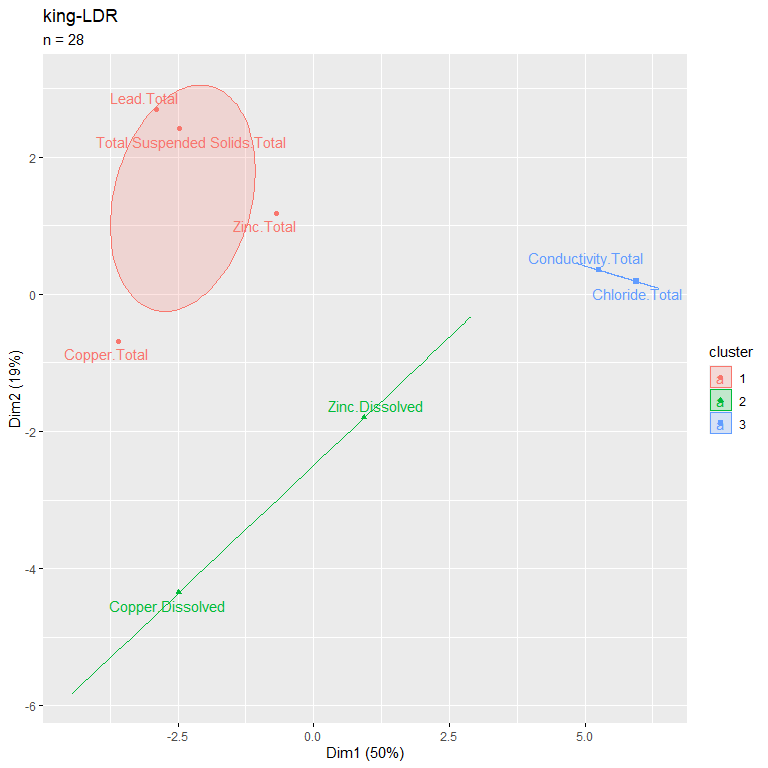 king-LDR
n = 28
Lead.Total
Total Suspended Solids.Total
Zinc.Total
Conductivity.Total
Chloride.Total
Copper.Total
Zinc.Dissolved
Copper.Dissolved
2
0
-2
-4
-6
Dim2 (19%)
-2.5
0.0
2.5
5.0
Dim1 (50%)
cluster
a 1
a 2
a 3